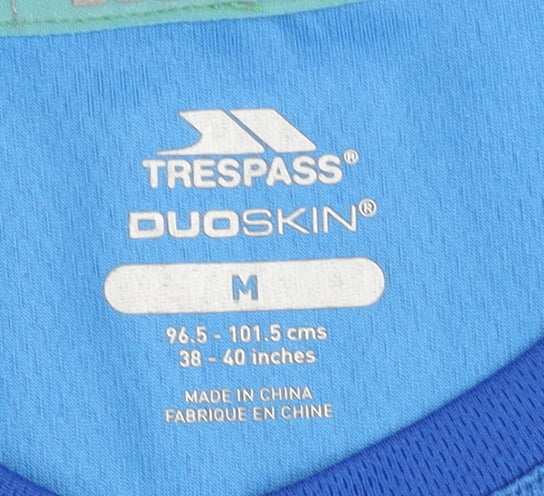 TRESPASS®
DUOSKIN®
M
96.5 - 101.5 cms
38 - 40 inches
MADE IN CHINA
FABRIQUE EN CHINE